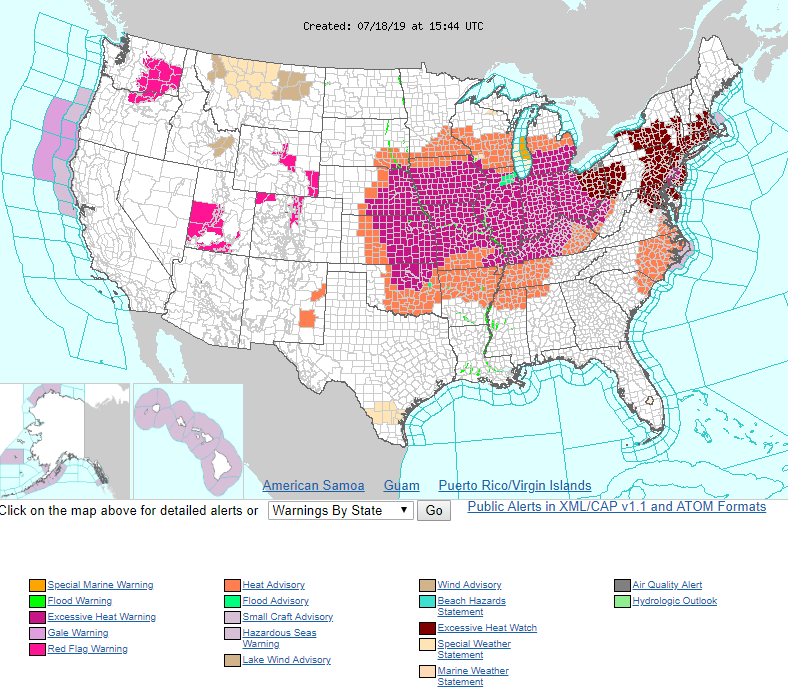 Created: 07/18/19 at 15:44 UTC
American Samoa Guam Puerto Rico/Virgin Islands
Click on the map above for detailed alerts or Warnings By State Go Public Alerts in XML/CAP v1.1 and ATOM Formats
Special Marine Warning
Flood Warning
Excessive Heat Warning
Gale Warning
Red Flag Warning
Heat Advisory
Flood Advisory
Small Craft Advisory
Hazardous Seas
Warning
Lake Wind Advisory
Wind Advisory
Beach Hazards
Statement
Excessive Heat Watch
Special Weather
Statement
Marine Weather
Statement
Air Quality Alert
Hydrologic Outlook